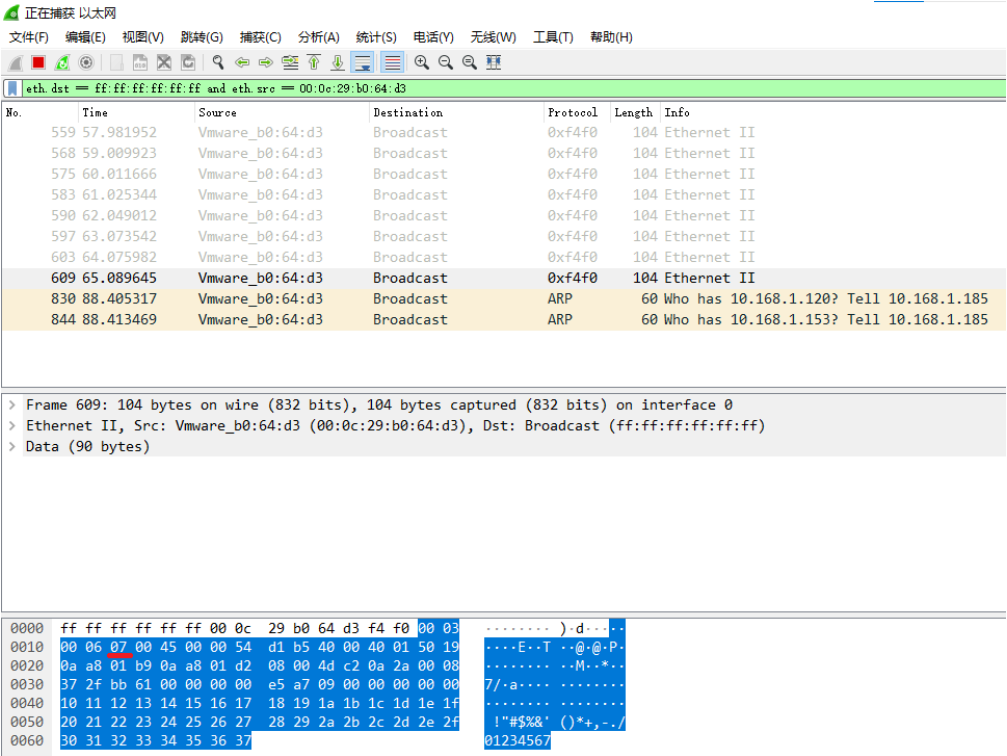 正在捕获 以太网
文件(F) 编辑(E) 视图(V) 跳转(G) 捕获(C) 分析(A) 统计(S) 电话(Y) 无线(W) 工具(T) 帮助(H)
eth.dst == ff:ff:ff:ff:ff:ff and eth.src == 00:0c:29:b0:64:d3
No. Time Source Destination Protocol Length Info
559 57.981952 Vmware_b0:64:d3 Broadcast 0xf4f0 104 Ethernet II
568 59.009923 Vmware_b0:64:d3 Broadcast 0xf4f0 104 Ethernet II
575 60.011666 Vmware_b0:64:d3 Broadcast 0xf4f0 104 Ethernet II
583 61.025344 Vmware_b0:64:d3 Broadcast 0xf4f0 104 Ethernet II
590 62.049012 Vmware_b0:64:d3 Broadcast 0xf4f0 104 Ethernet II
597 63.073542 Vmware_b0:64:d3 Broadcast 0xf4f0 104 Ethernet II
603 64.075982 Vmware_b0:64:d3 Broadcast 0xf4f0 104 Ethernet II
609 65.089645 Vmware_b0:64:d3 Broadcast 0xf4f0 104 Ethernet II
830 88.405317 Vmware_b0:64:d3 Broadcast ARP 60 Who has 10.168.1.120? Tell 10.168.1.185
844 88.413469 Vmware_b0:64:d3 Broadcast ARP 60 Who has 10.168.1.153? Tell 10.168.1.185
> Frame 609: 104 bytes on wire (832 bits), 104 bytes captured (832 bits) on interface 0
> Ethernet II, Src: Vmware_b0:64:d3 (00:0c:29:b0:64:d3), Dst: Broadcast (ff:ff:ff:ff:ff:ff)
> Data (90 bytes)
0000 ff ff ff ff ff ff 00 0c 29 b0 64 d3 f4 f0 00 03 ········ )·d·····
0010 00 06 07 00 45 00 00 54 d1 b5 40 00 40 01 50 19 ····E··T ··@·@·P·
0020 0a a8 01 b9 0a a8 01 d2 08 00 4d c2 0a 2a 00 08 ········ ··M··*··
0030 37 2f bb 61 00 00 00 00 e5 a7 09 00 00 00 00 00 7/·a···· ········
0040 10 11 12 13 14 15 16 17 18 19 1a 1b 1c 1d 1e 1f ········ ········
0050 20 21 22 23 24 25 26 27 28 29 2a 2b 2c 2d 2e 2f !"#$%&' ()*+,-./
0060 30 31 32 33 34 35 36 37 01234567